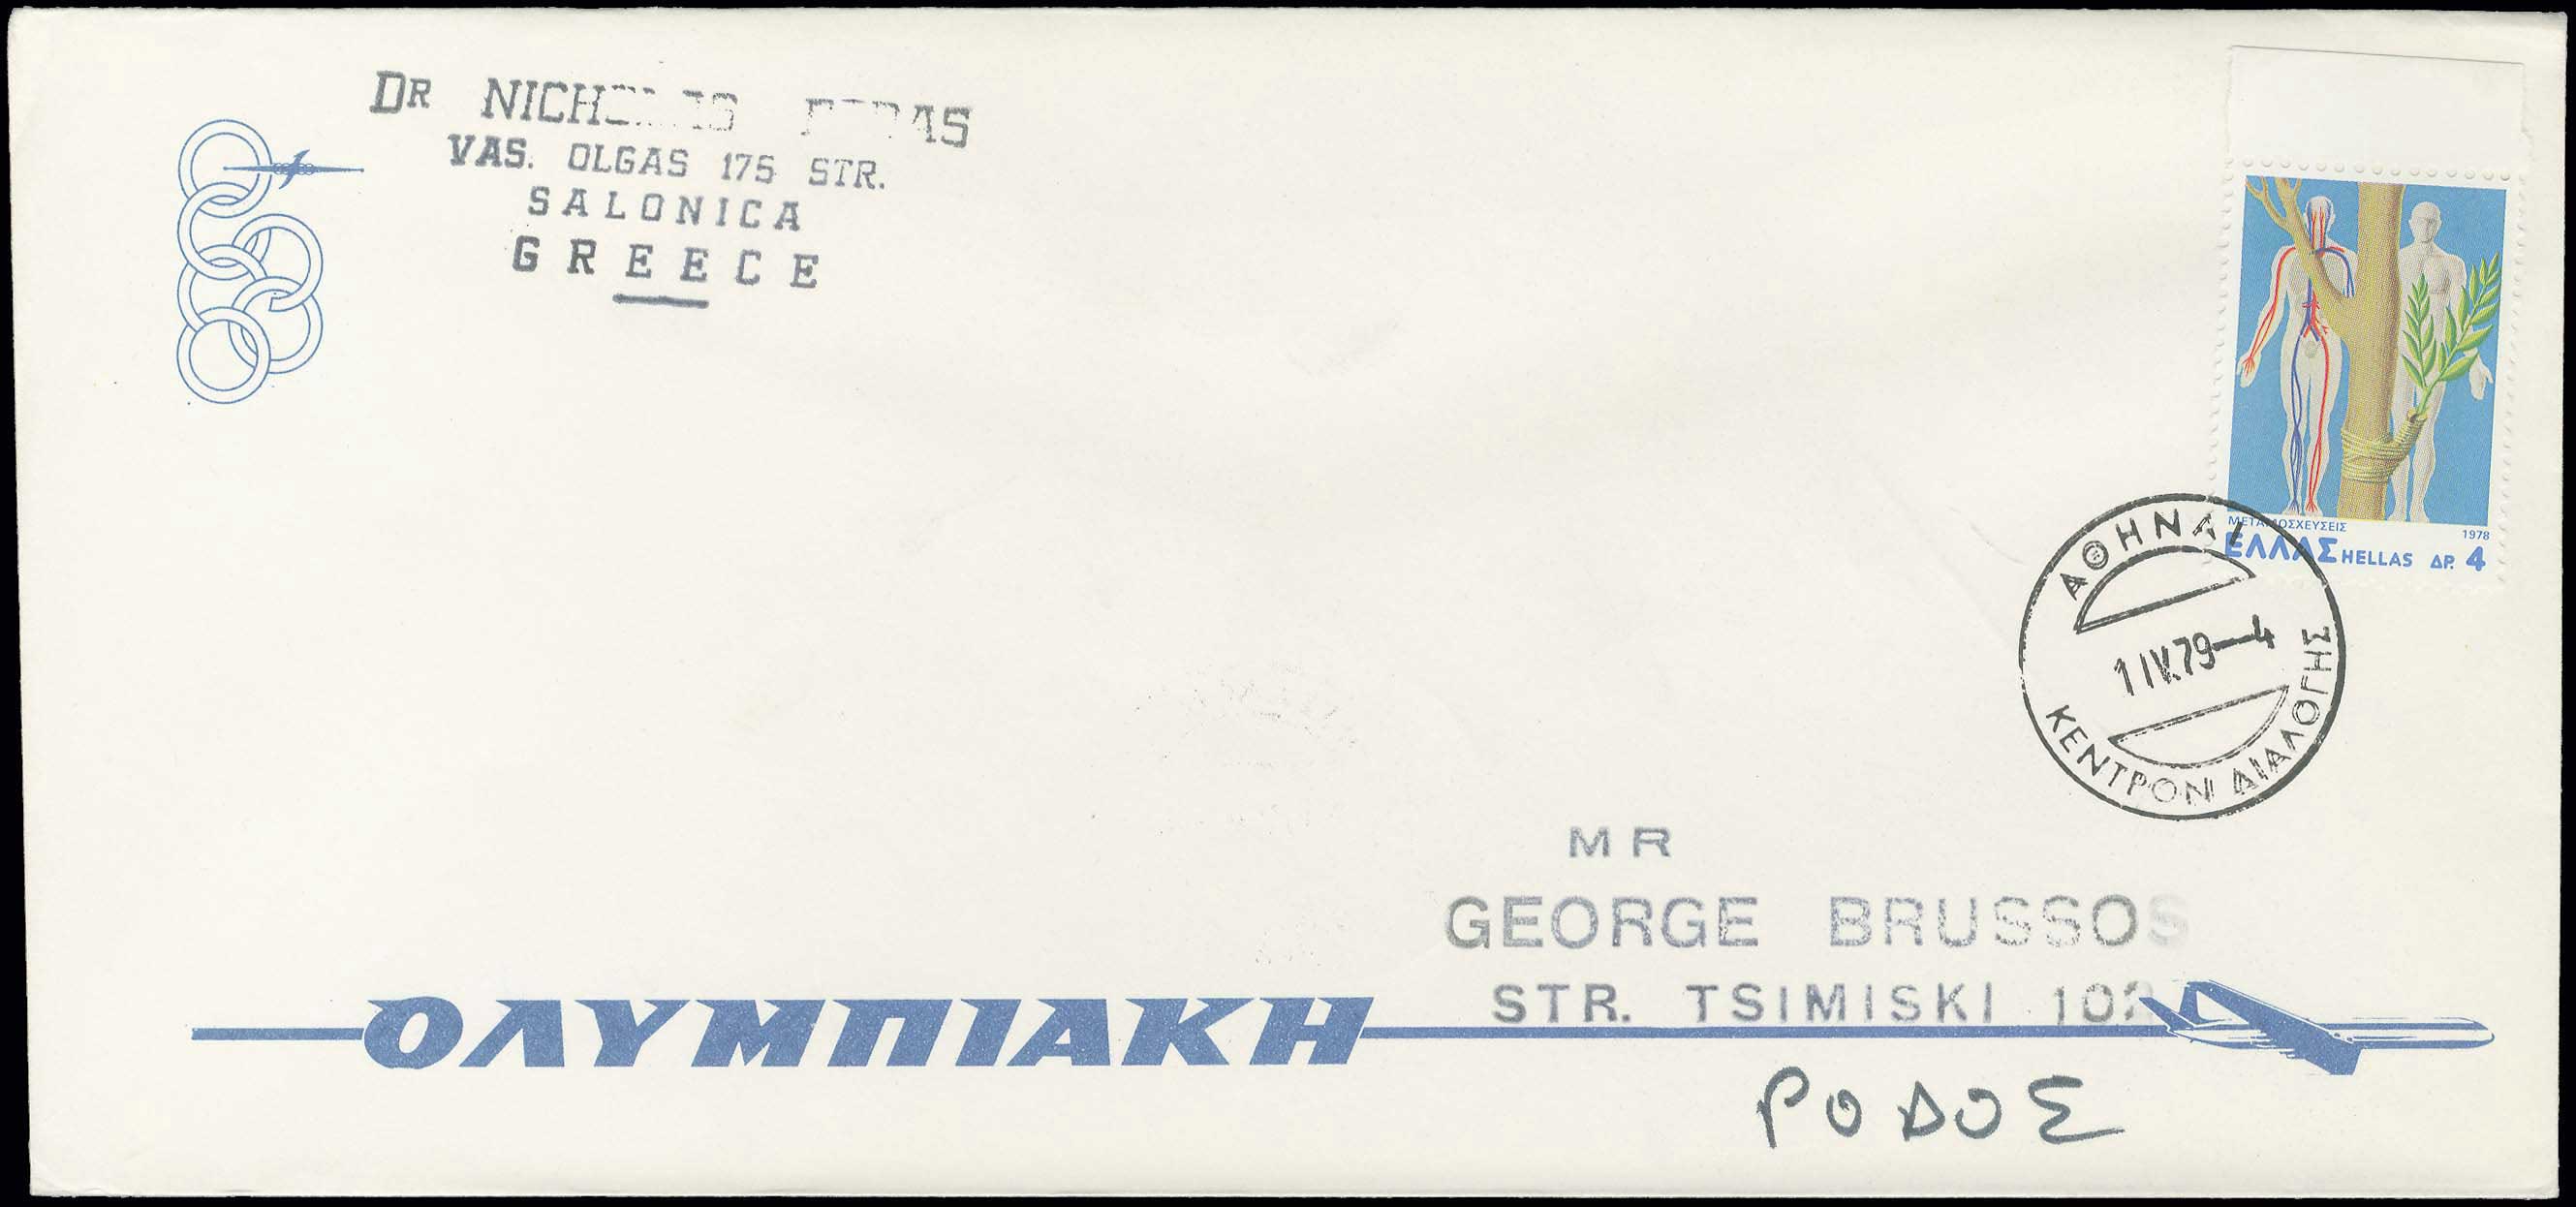 DR NICH
VAS. OLGAS 175 STR.
SALONICA
GREECE
ΜΕΤΑΜΟΣΧΕΥΣΕΙΣ 1978
ΕΛΛΑΣ HELLAS ΔΡ. 4
ΑΘΗΝΑΙ
1 IV.79—4
ΚΕΝΤΡΟΝ ΔΙΑΛΟΓΗΣ
MR
GEORGE BRUSSOS
STR. TSIMISKI
ΟΛΥΜΠΙΑΚΗ
ΡΟΔΟΣ